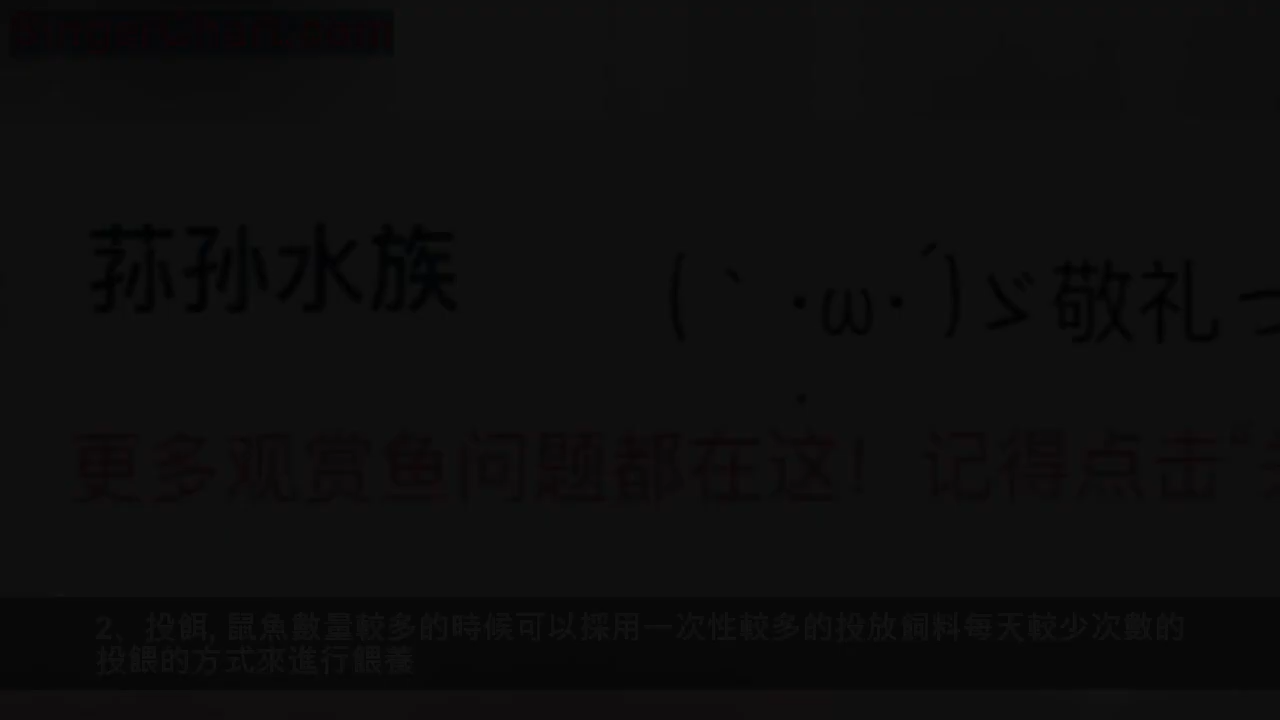 荪孙水族
(｀・ω・´)ゞ敬礼っ
更多观赏鱼问题都在这！ 记得点击“
2、投餌, 鼠魚數量較多的時候可以採用一次性較多的投放飼料每天較少次數的
投餵的方式來進行餵養